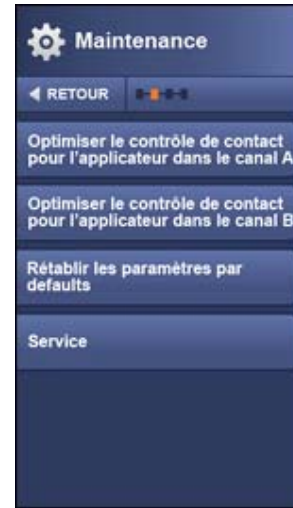 Maintenance
RETOUR
Optimiser le contrôle de contact
pour l'applicateur dans le canal A
Optimiser le contrôle de contact
pour l'applicateur dans le canal B
Rétablir les paramètres par
defaults
Service